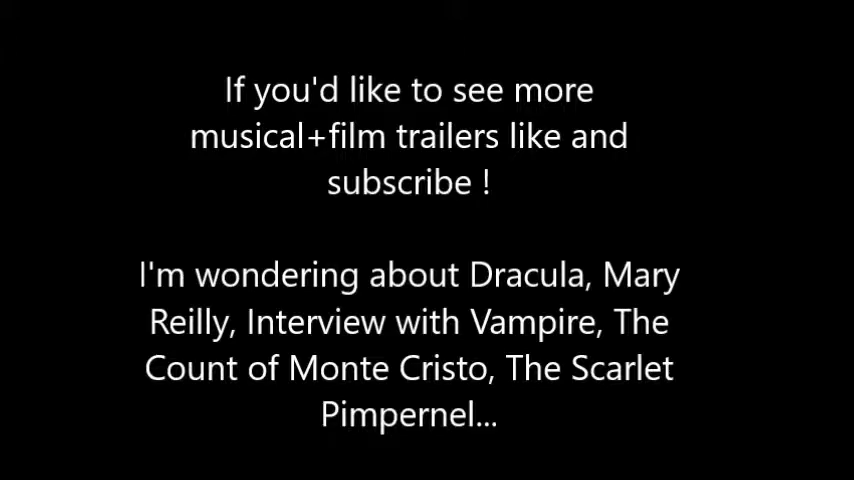 If you'd like to see more
musical+film trailers like and
subscribe !
I'm wondering about Dracula, Mary
Reilly, Interview with Vampire, The
Count of Monte Cristo, The Scarlet
Pimpernel...